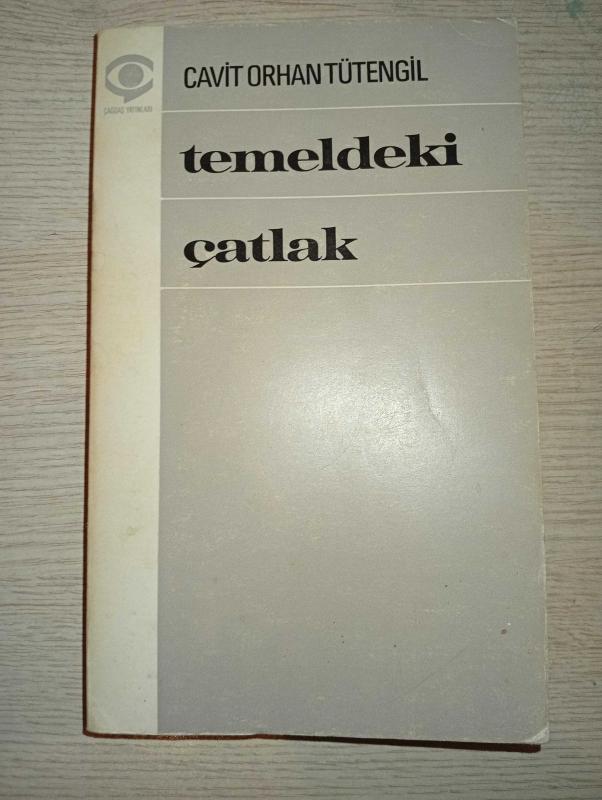 CAVİT ORHAN TÜTENGİL
ÇAĞDAŞ YAYINLARI
temeldeki
çatlak